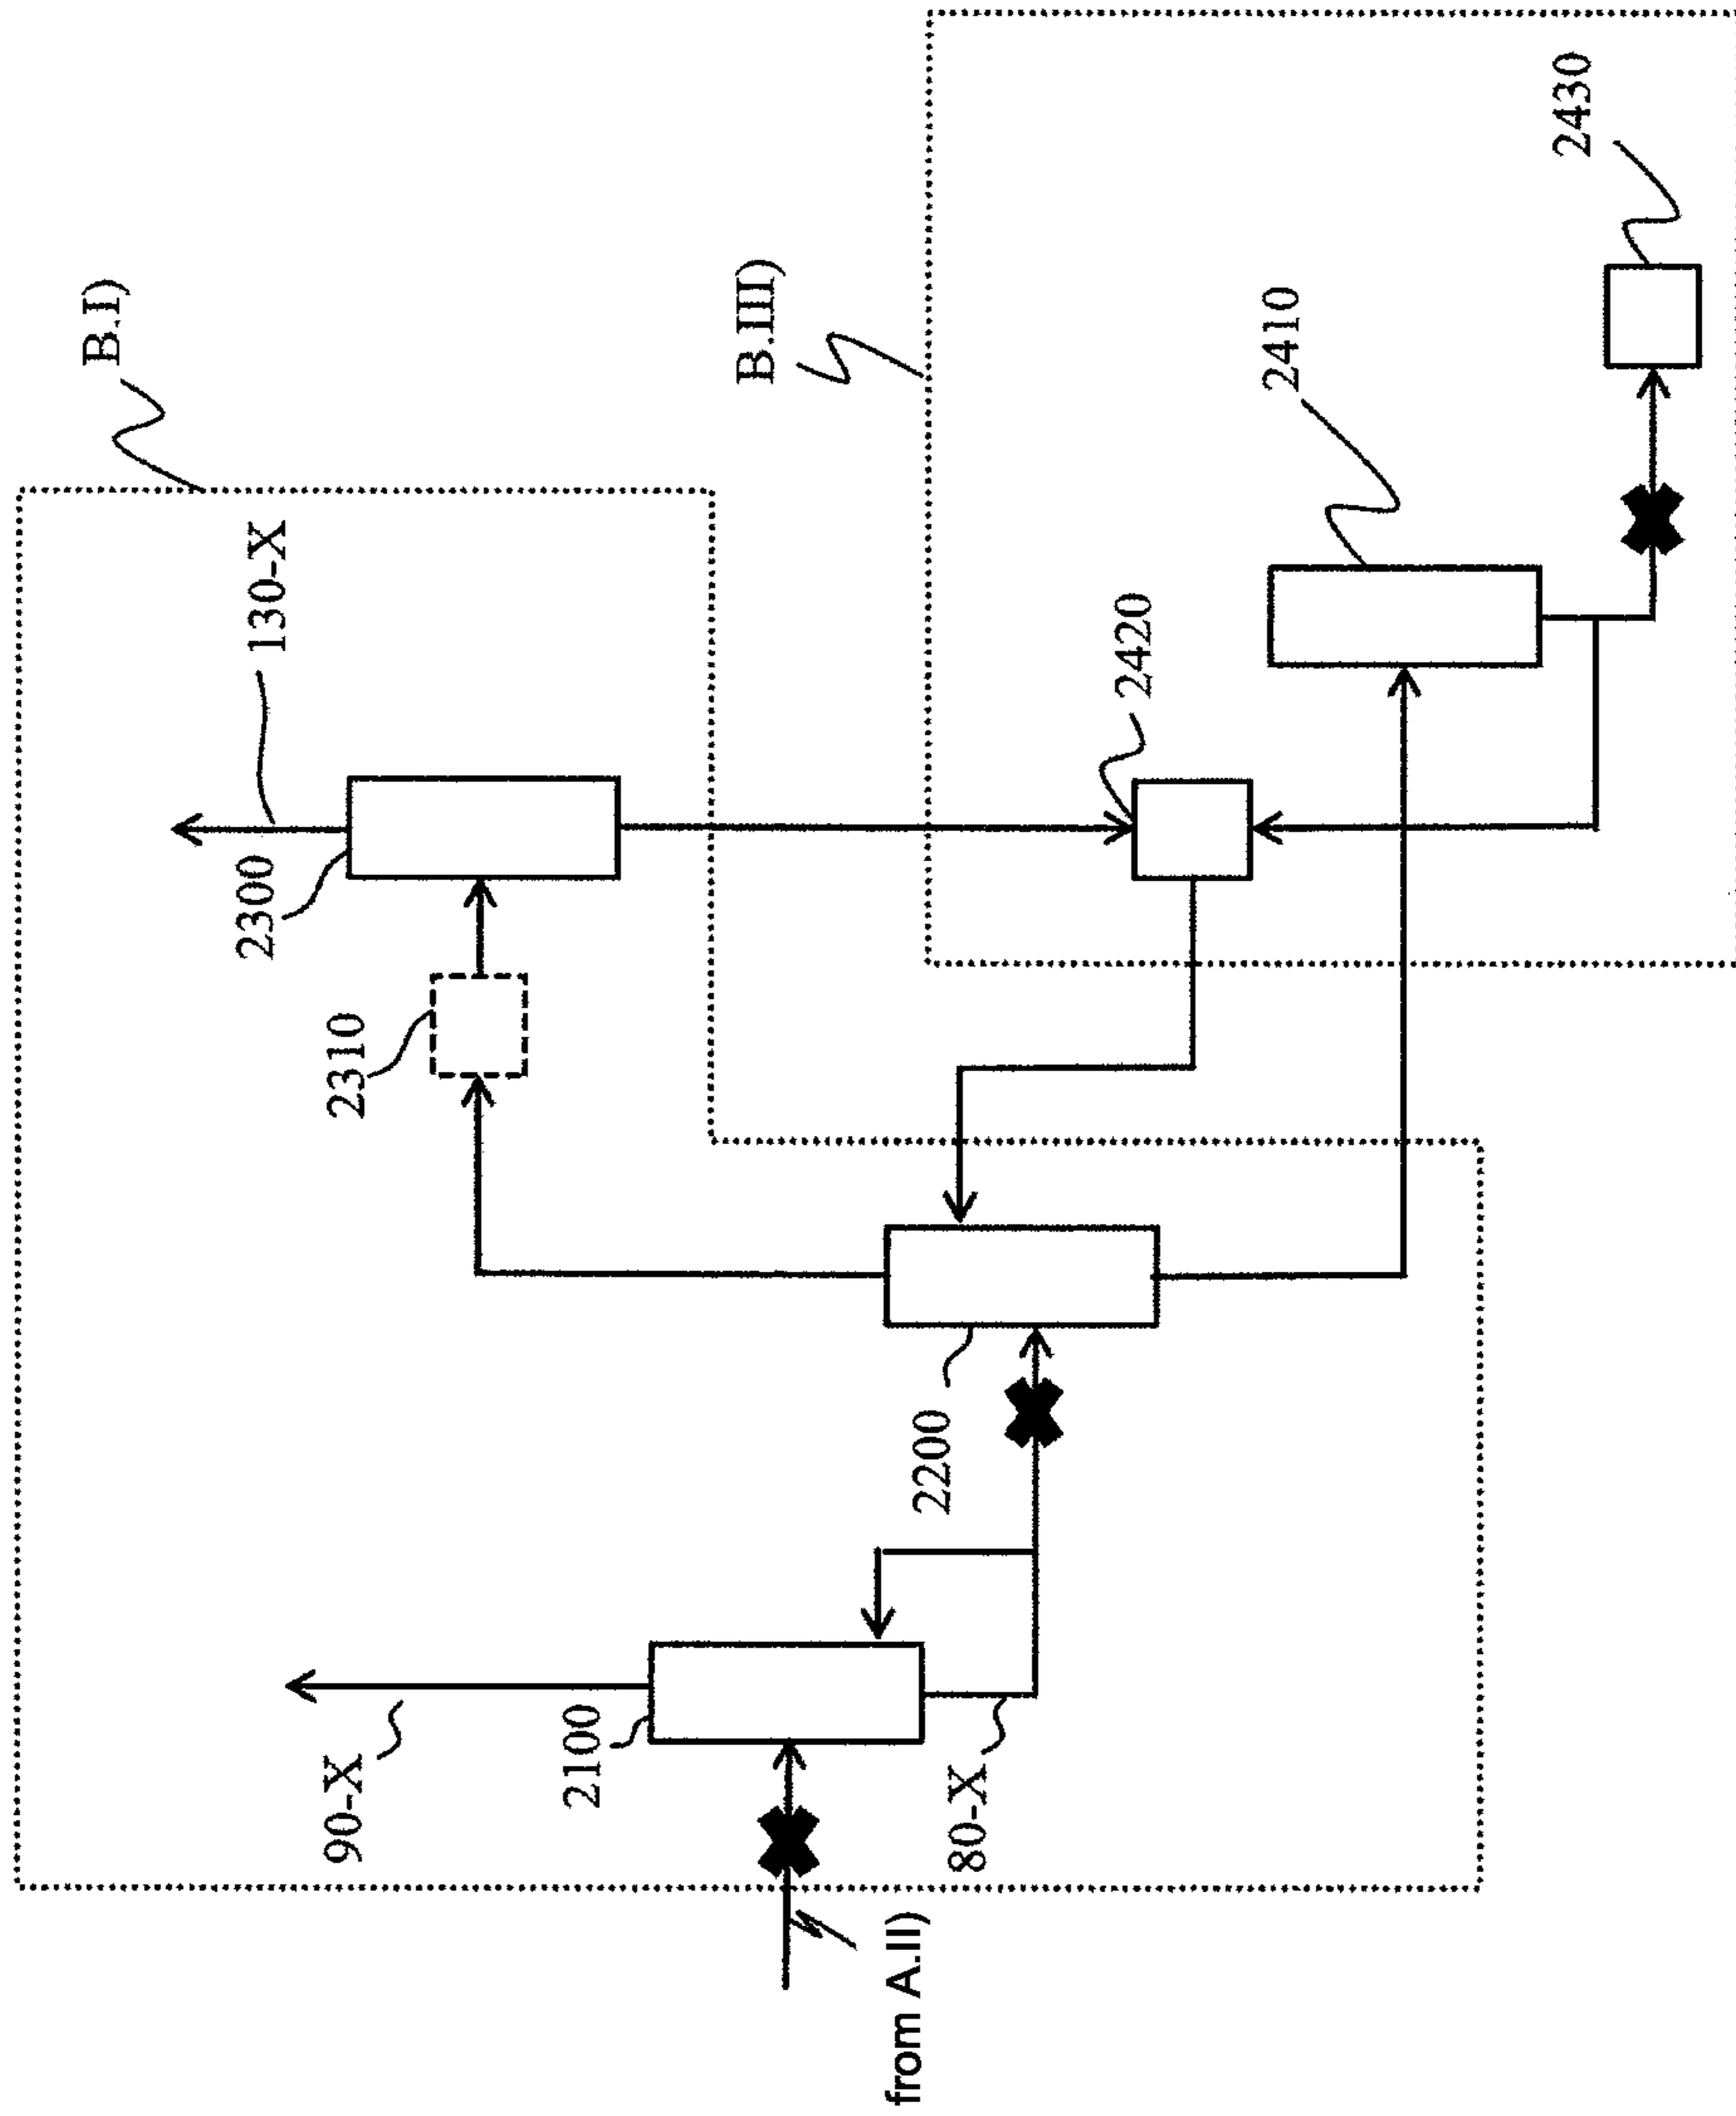 B.I)
130-X
2300
2310
90-X
2100
80-X
2200
from A.II)
B.III)
2420
2410
2430